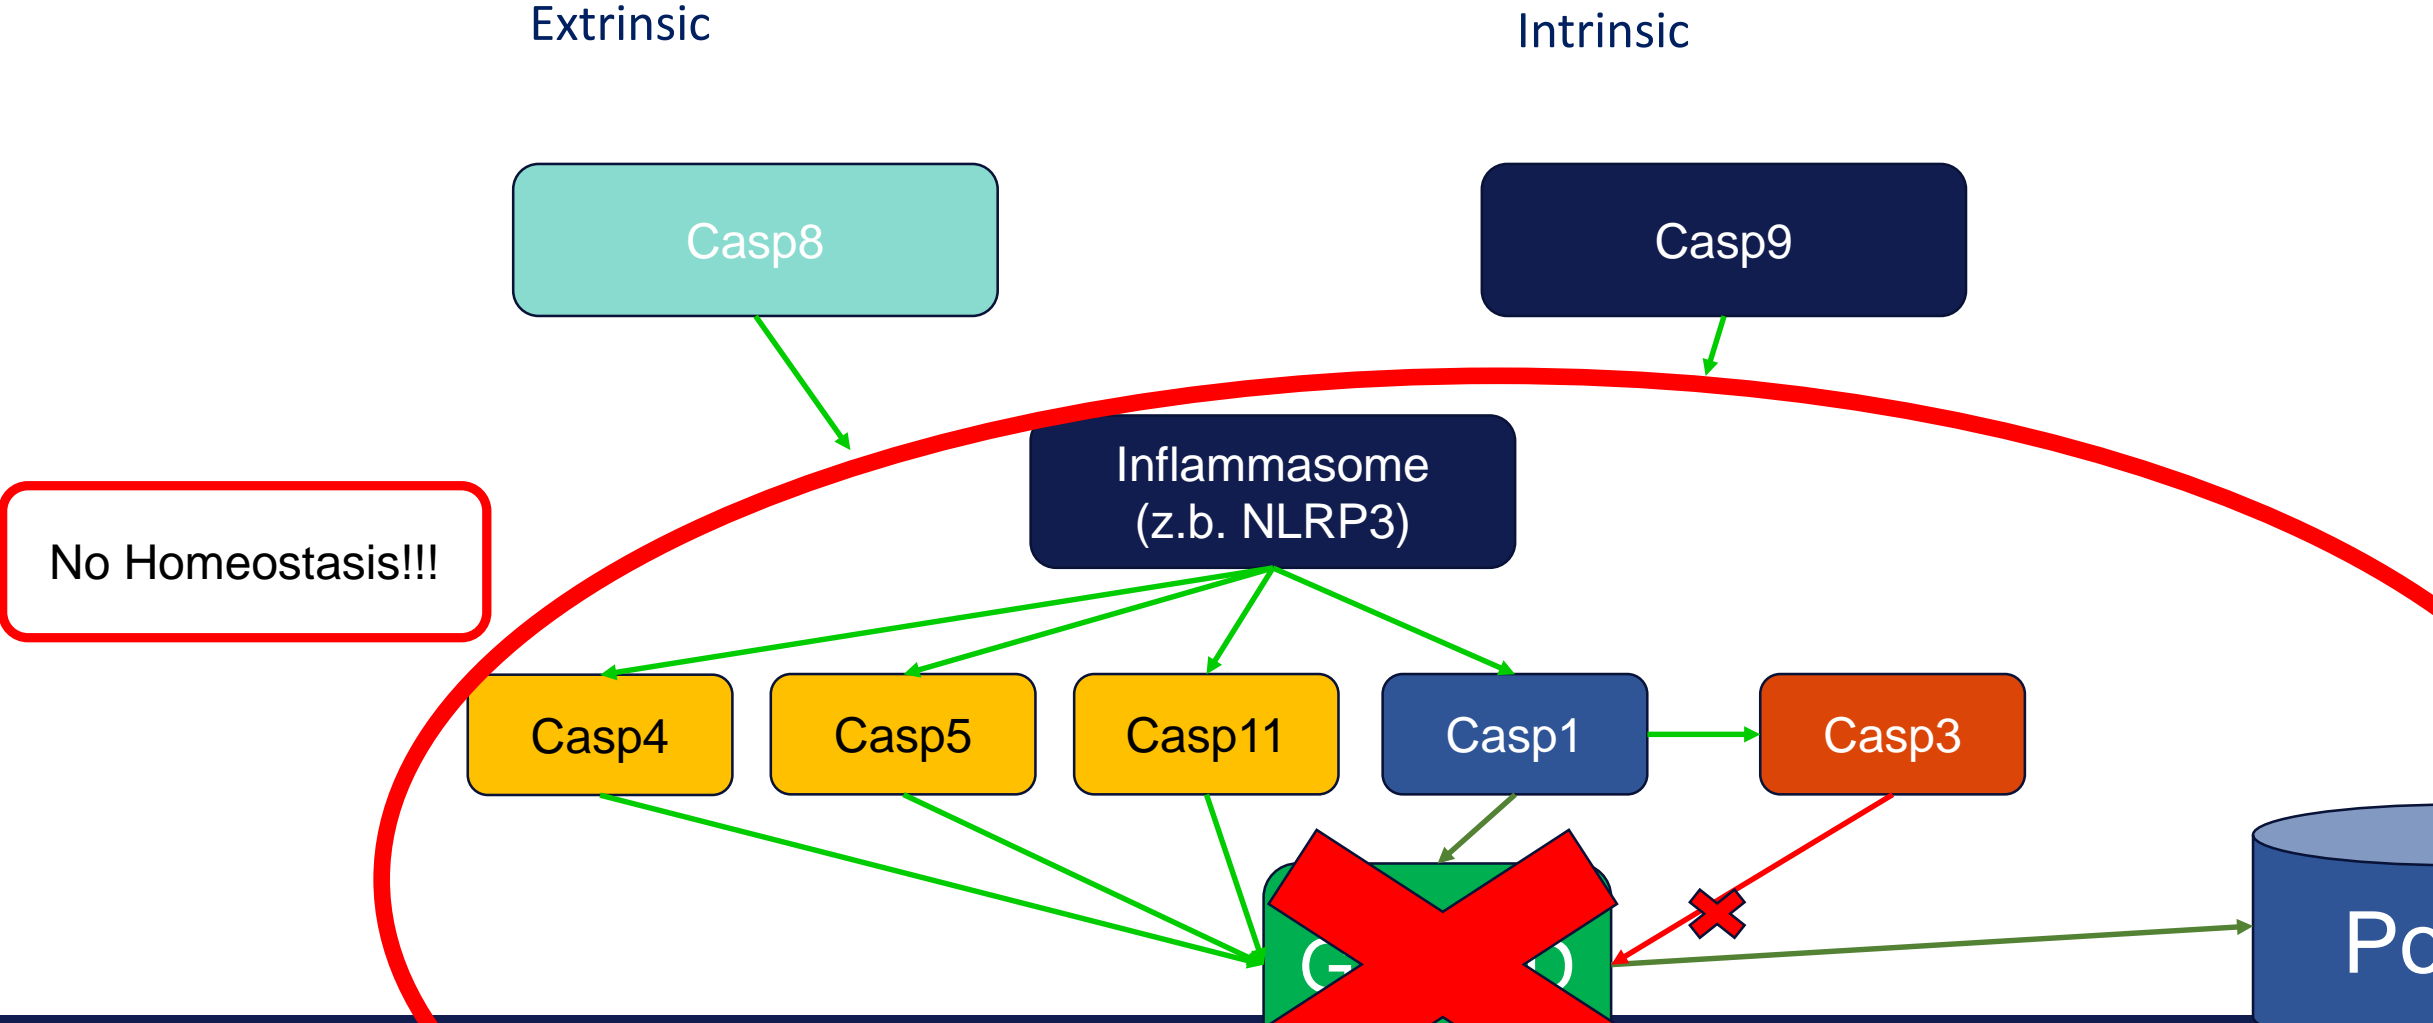 Extrinsic
Intrinsic
Casp8
Casp9
Inflammasome
(z.b. NLRP3)
No Homeostasis!!!
Casp4
Casp5
Casp11
Casp1
Casp3